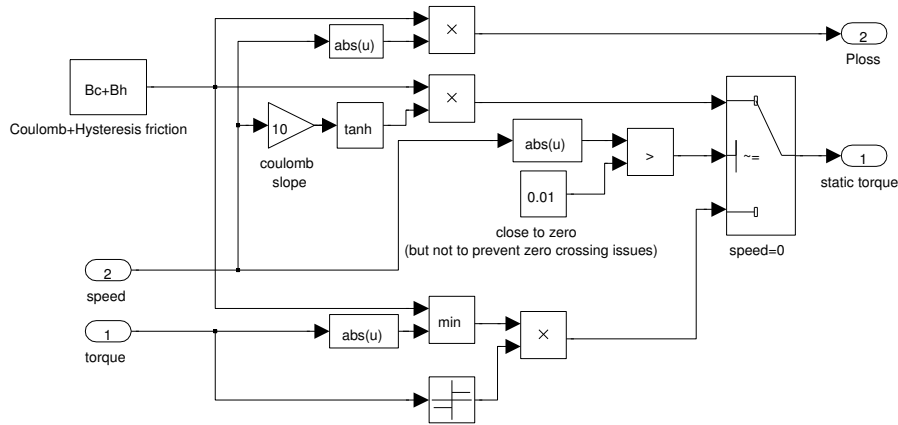 ×
2
abs(u)
Ploss
Bc+Bh
×
Coulomb+Hysteresis friction
10
tanh
coulomb
slope
abs(u)
>
~=
1
static torque
0.01
close to zero
(but not to prevent zero crossing issues)
speed=0
2
speed
min
×
1
abs(u)
torque